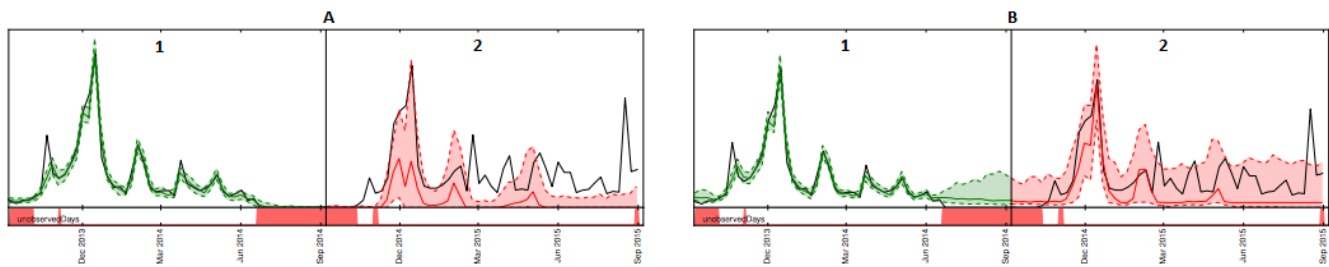 A
B
1
2
1
2
unobservedDays
unobservedDays
Dec 2013
Mar 2014
Jun 2014
Sep 2014
Dec 2014
Mar 2015
Jun 2015
Sep 2015
Dec 2013
Mar 2014
Jun 2014
Sep 2014
Dec 2014
Mar 2015
Jun 2015
Sep 2015